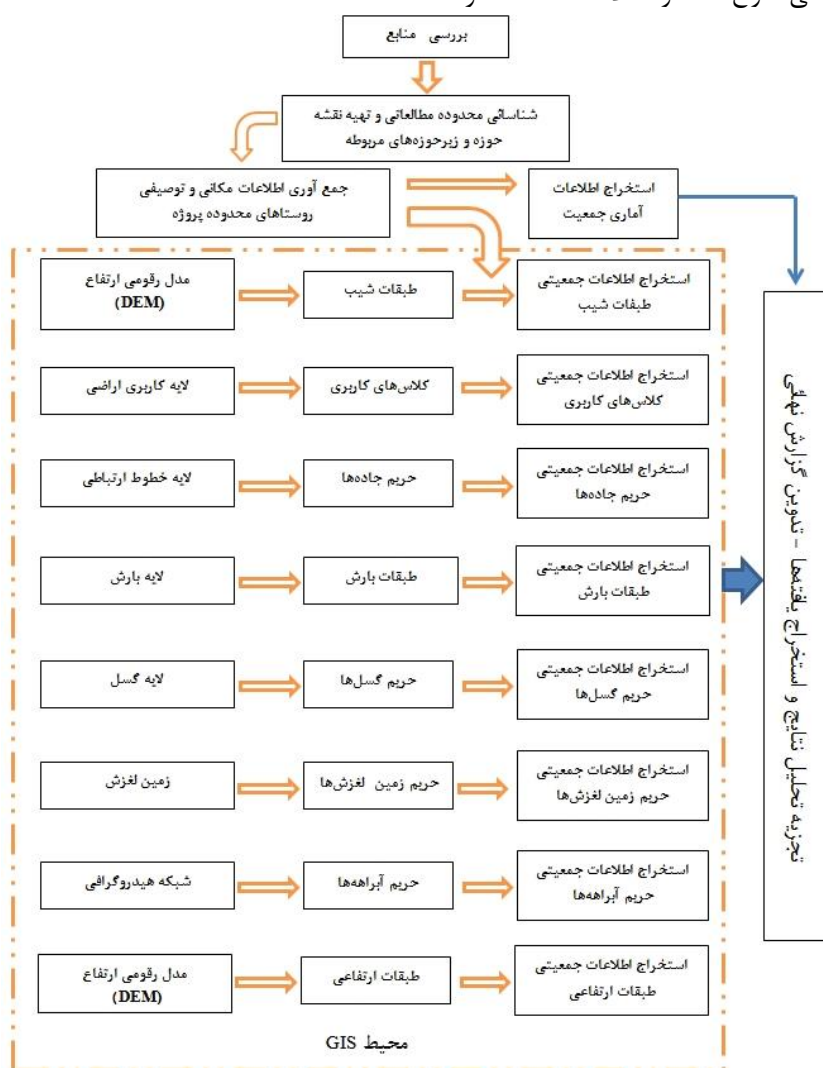 بررسی منابع
شناسائی محدوده مطالعاتی و تهیه نقشه
حوزه و زیرحوزه‌های مربوطه
جمع آوری اطلاعات مکانی و توصیفی
روستاهای محدوده پروژه
استخراج اطلاعات
آماری جمعیت
مدل رقومی ارتفاع
(DEM)
طبقات شیب
استخراج اطلاعات جمعیتی
طبقات شیب
لایه کاربری اراضی
کلاس‌های کاربری
استخراج اطلاعات جمعیتی
کلاس‌های کاربری
لایه خطوط ارتباطی
حریم جاده‌ها
استخراج اطلاعات جمعیتی
حریم جاده‌ها
لایه بارش
طبقات بارش
استخراج اطلاعات جمعیتی
طبقات بارش
لایه گسل
حریم گسل‌ها
استخراج اطلاعات جمعیتی
حریم گسل‌ها
زمین لغزش
حریم زمین لغزش‌ها
استخراج اطلاعات جمعیتی
حریم زمین لغزش‌ها
شبکه هیدروگرافی
حریم آبراهه‌ها
استخراج اطلاعات جمعیتی
حریم آبراهه‌ها
مدل رقومی ارتفاع
(DEM)
طبقات ارتفاعی
استخراج اطلاعات جمعیتی
طبقات ارتفاعی
محیط GIS
تجزیه تحلیل نتایج و استخراج یافته‌ها – تدوین گزارش نهائی